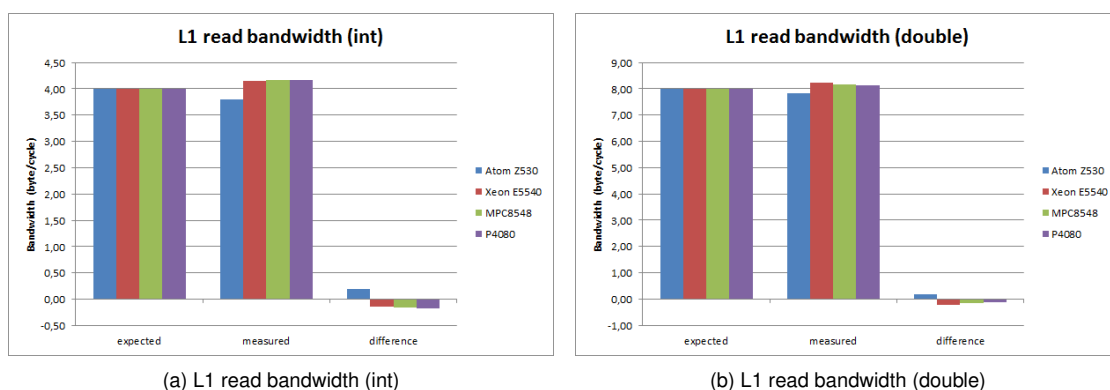 L1 read bandwidth (int)
4,50
4,00
3,50
3,00
2,50
2,00
1,50
1,00
0,50
0,00
-0,50
Bandwidth (byte/cycle)
expected
measured
difference
Atom Z530
Xeon E5540
MPC8548
P4080
(a) L1 read bandwidth (int)
L1 read bandwidth (double)
9,00
8,00
7,00
6,00
5,00
4,00
3,00
2,00
1,00
0,00
-1,00
Bandwidth (byte/cycle)
expected
measured
difference
Atom Z530
Xeon E5540
MPC8548
P4080
(b) L1 read bandwidth (double)